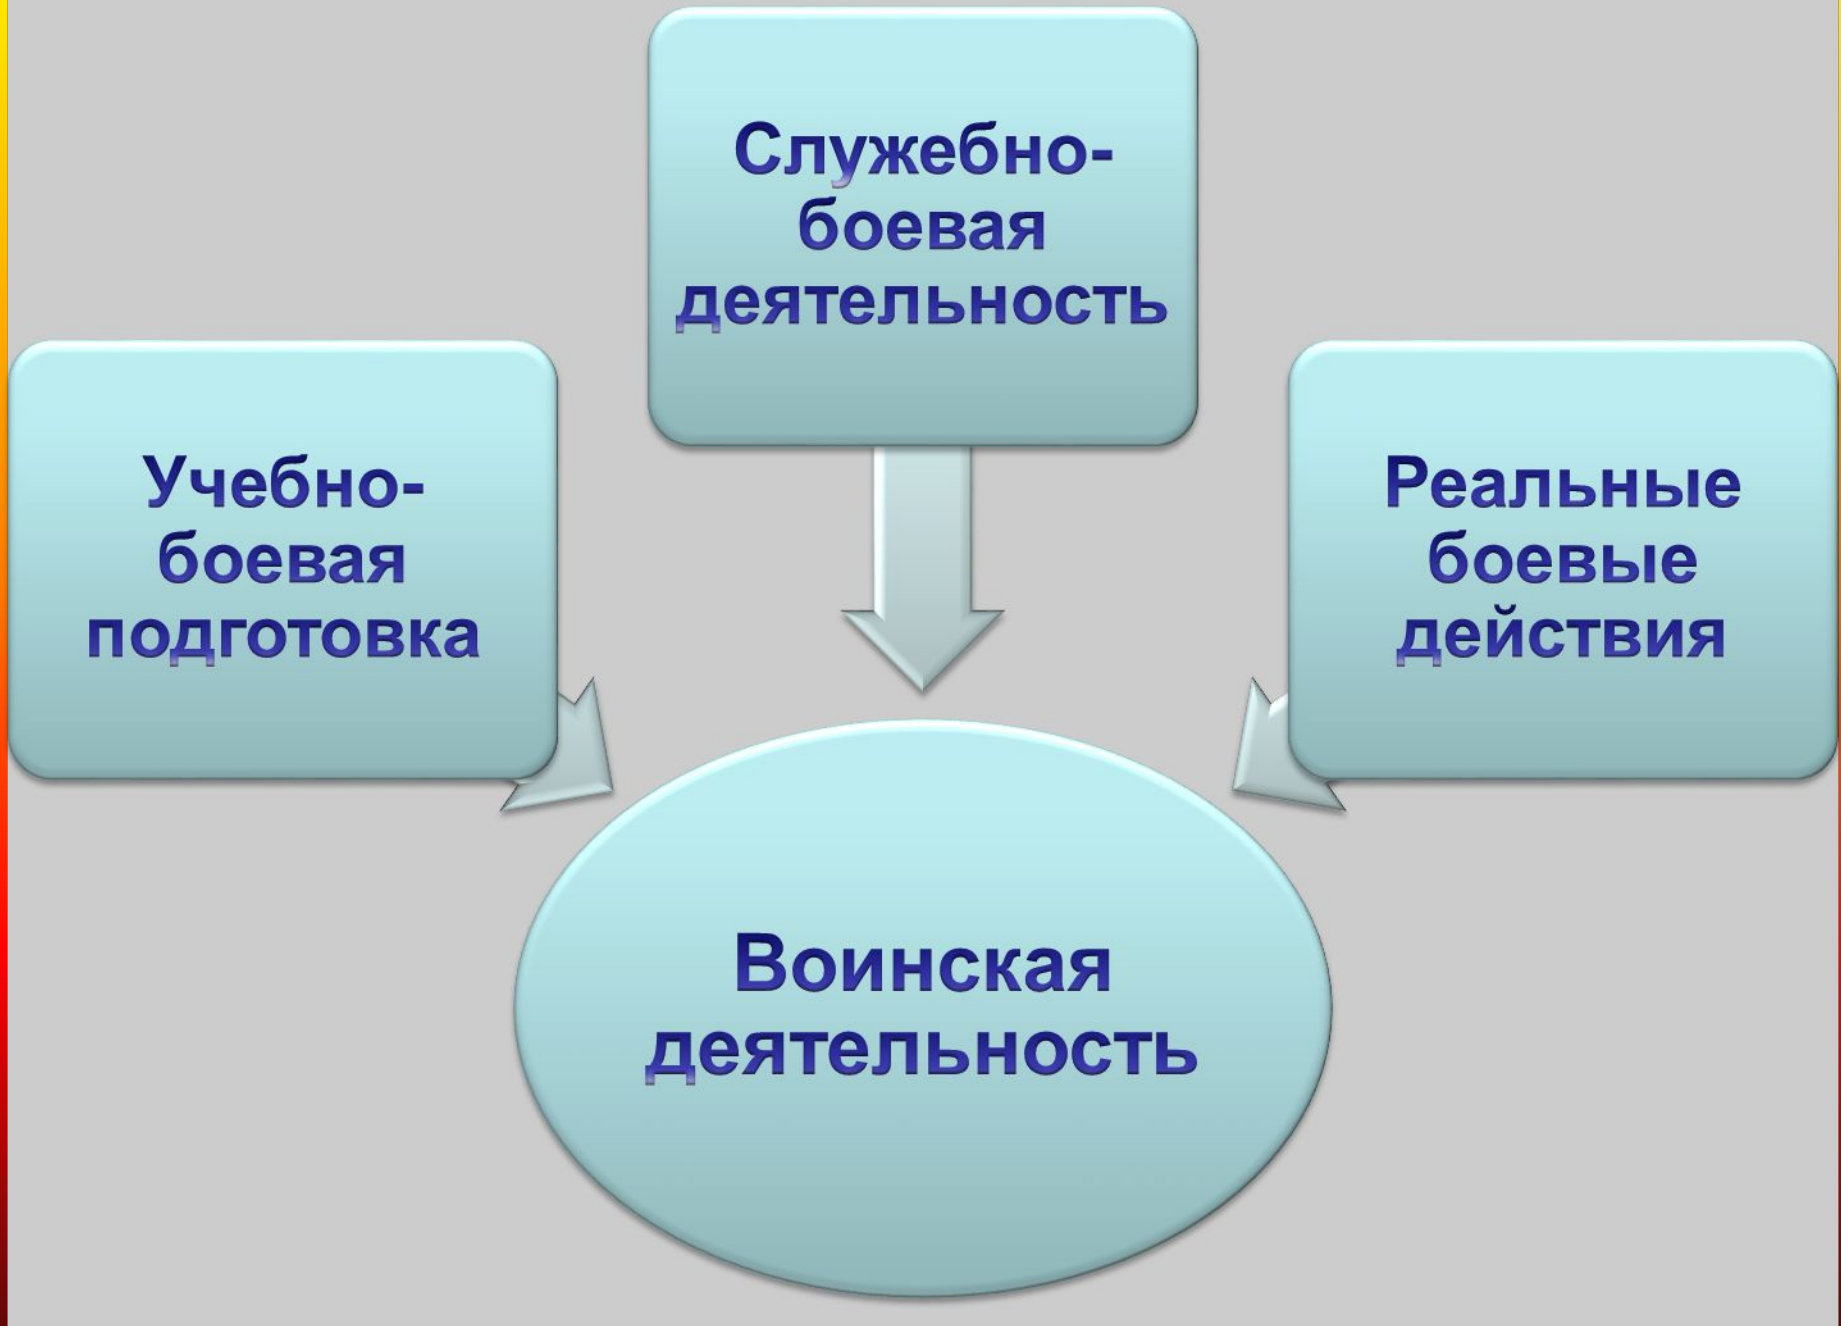 Служебно-
боевая
деятельность
Учебно-
боевая
подготовка
Реальные
боевые
действия
Воинская
деятельность